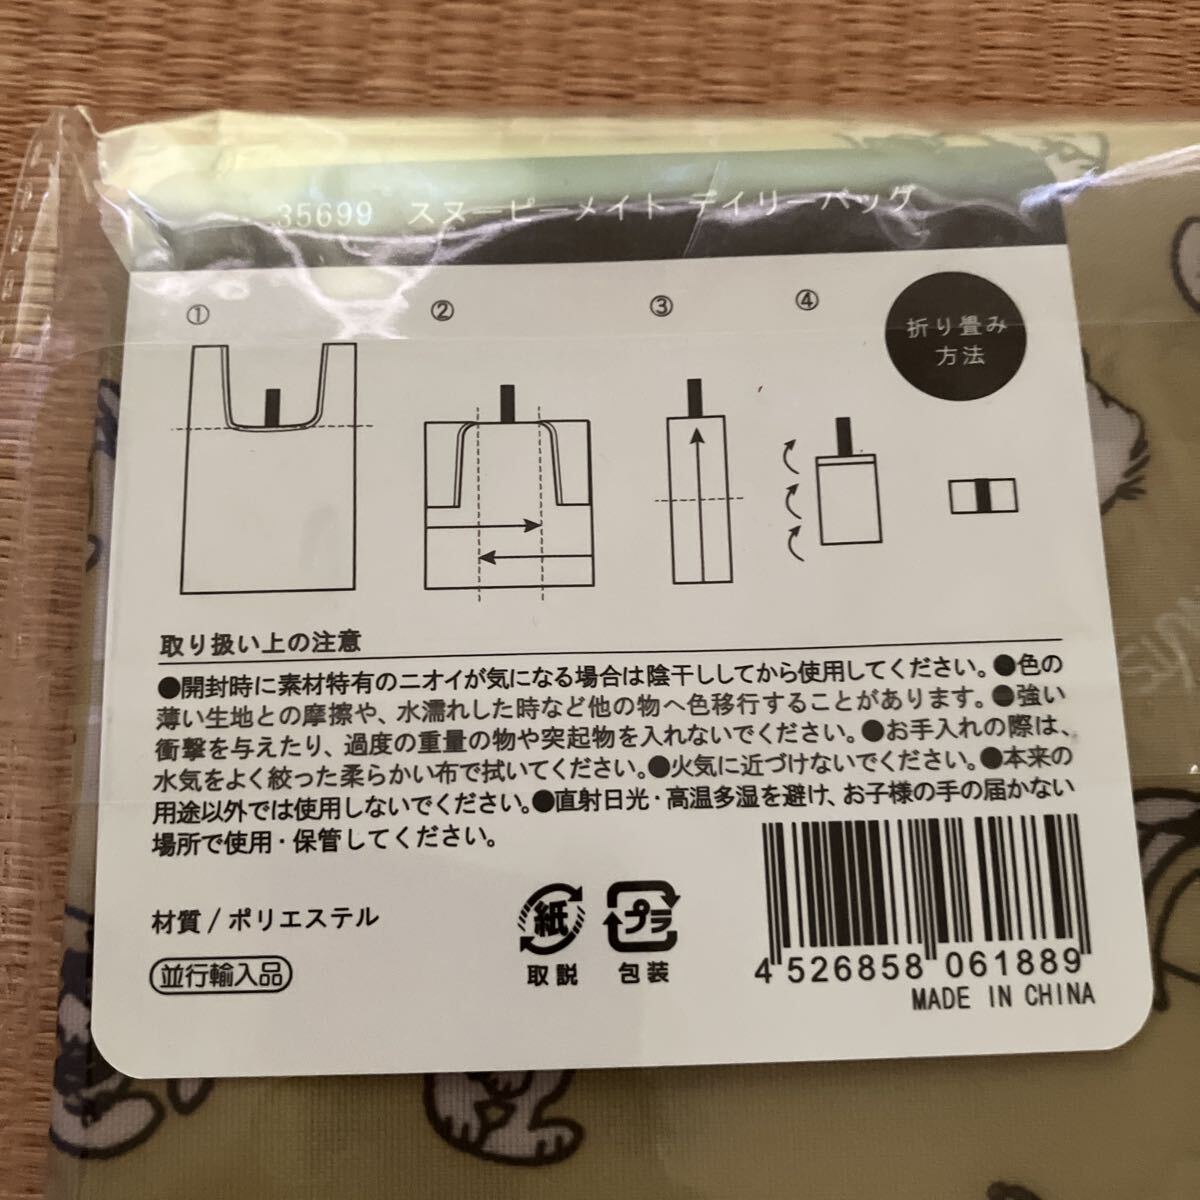 35699 スヌーピーメイト デイリーバッグ
① ② ③ ④
折り畳み
方法
取り扱い上の注意
●開封時に素材特有のニオイが気になる場合は陰干ししてから使用してください。●色の
薄い生地との摩擦や、水濡れした時など他の物へ色移行することがあります。●強い
衝撃を与えたり、過度の重量の物や突起物を入れないでください。●お手入れの際は、
水気をよく絞った柔らかい布で拭いてください。●火気に近づけないでください。●本来の
用途以外では使用しないでください。●直射日光・高温多湿を避け、お子様の手の届かない
場所で使用・保管してください。
材質/ポリエステル
並行輸入品
紙
取説
プラ
包装
4 526858 061889
MADE IN CHINA